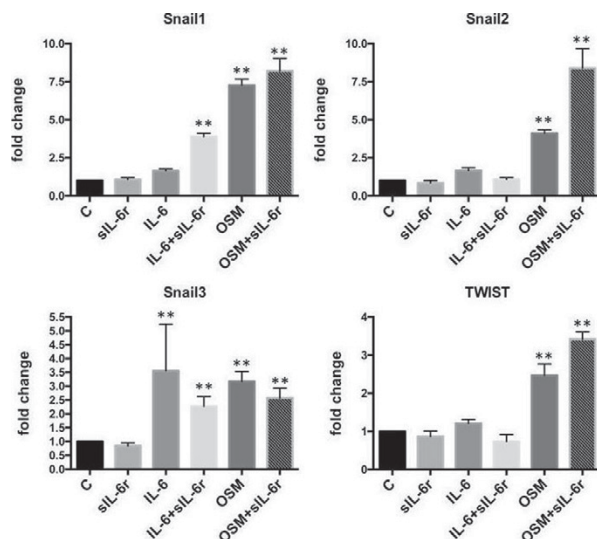 Snail1
fold change
10.0
7.5
5.0
2.5
0.0
**
**
**
C
sIL-6r
IL-6
IL-6+sIL-6r
OSM
OSM+sIL-6r
Snail2
fold change
10.0
7.5
5.0
2.5
0.0
**
**
C
sIL-6r
IL-6
IL-6+sIL-6r
OSM
OSM+sIL-6r
Snail3
fold change
5.5
5.0
4.5
4.0
3.5
3.0
2.5
2.0
1.5
1.0
0.5
0.0
**
**
**
**
C
sIL-6r
IL-6
IL-6+sIL-6r
OSM
OSM+sIL-6r
TWIST
fold change
4
2
1
0
**
**
C
sIL-6r
IL-6
IL-6+sIL-6r
OSM
OSM+sIL-6r